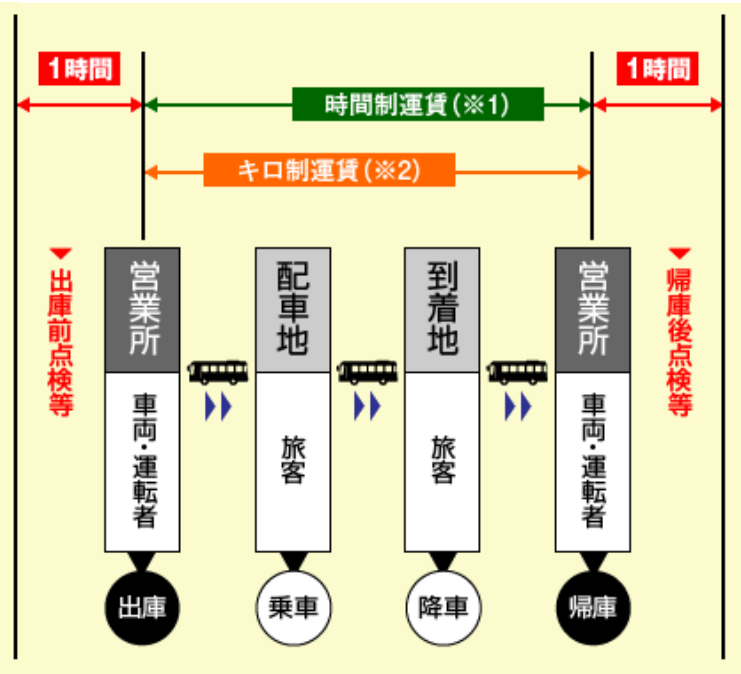 1時間
1時間
時間制運賃(※1)
キロ制運賃(※2)
出庫前点検等
営業所
配車地
到着地
営業所
帰庫後点検等
車両・運転者
旅客
旅客
車両・運転者
出庫
乗車
降車
帰庫